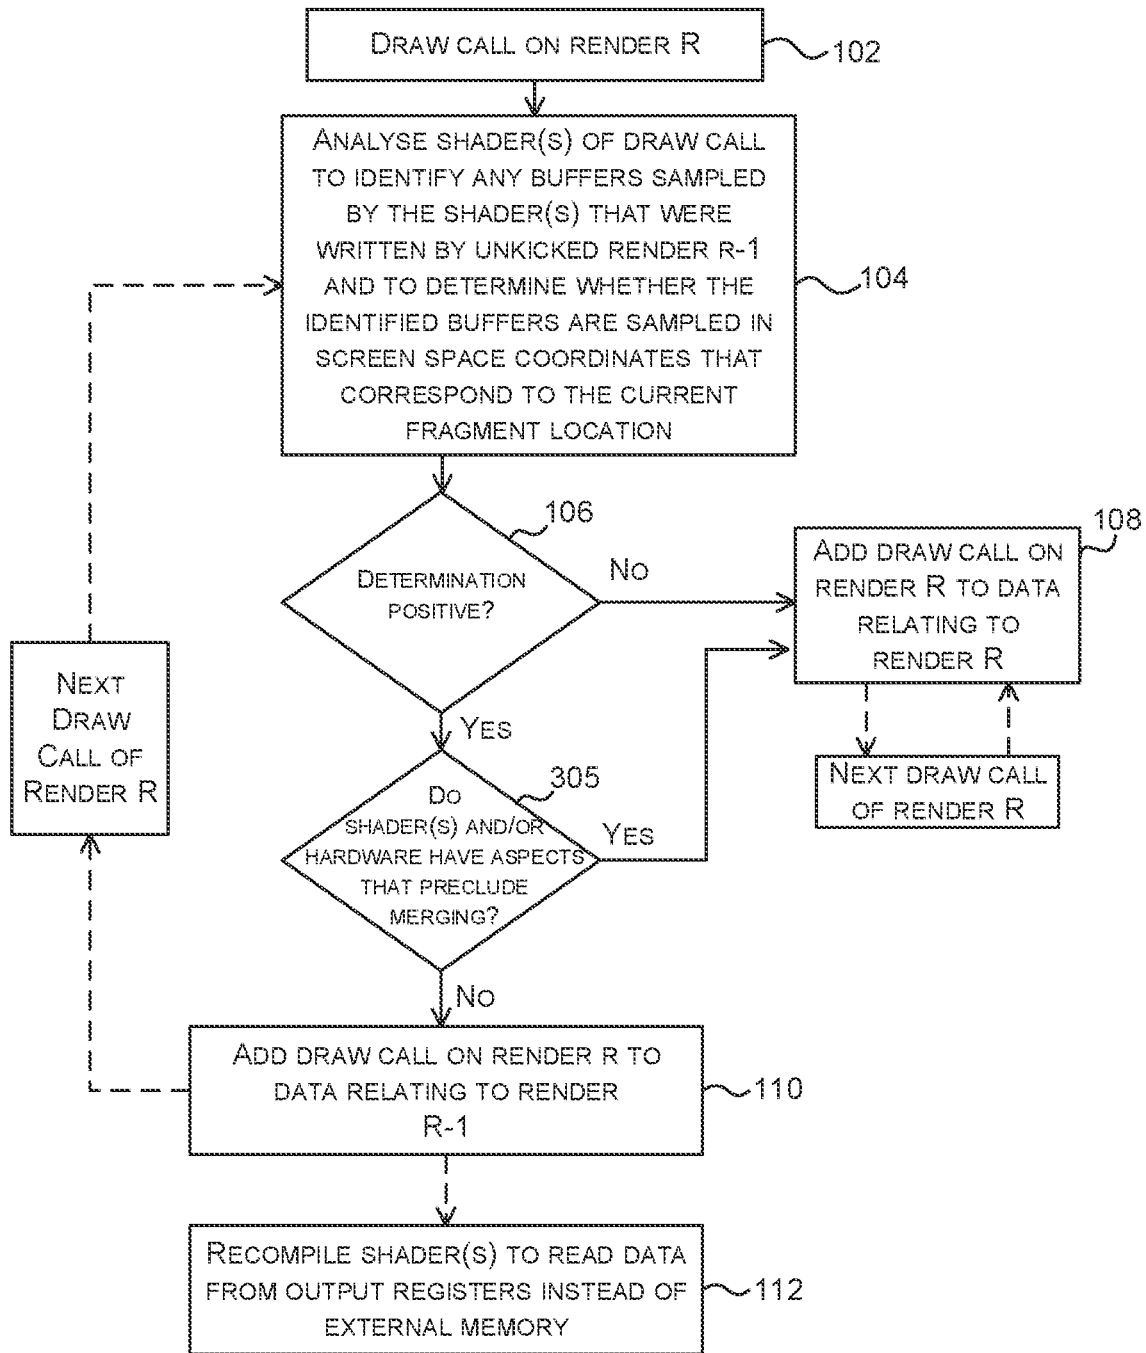 DRAW CALL ON RENDER R
102
ANALYSE SHADER(S) OF DRAW CALL
TO IDENTIFY ANY BUFFERS SAMPLED
BY THE SHADER(S) THAT WERE
WRITTEN BY UNKICKED RENDER R-1
AND TO DETERMINE WHETHER THE
IDENTIFIED BUFFERS ARE SAMPLED IN
SCREEN SPACE COORDINATES THAT
CORRESPOND TO THE CURRENT
FRAGMENT LOCATION
104
106
DETERMINATION
POSITIVE?
NO
108
ADD DRAW CALL ON
RENDER R TO DATA
RELATING TO
RENDER R
NEXT
DRAW
CALL OF
RENDER R
YES
NEXT DRAW CALL
OF RENDER R
305
DO
SHADER(S) AND/OR
HARDWARE HAVE ASPECTS
THAT PRECLUDE
MERGING?
YES
NO
ADD DRAW CALL ON RENDER R TO
DATA RELATING TO RENDER
R-1
110
RECOMPILE SHADER(S) TO READ DATA
FROM OUTPUT REGISTERS INSTEAD OF
EXTERNAL MEMORY
112